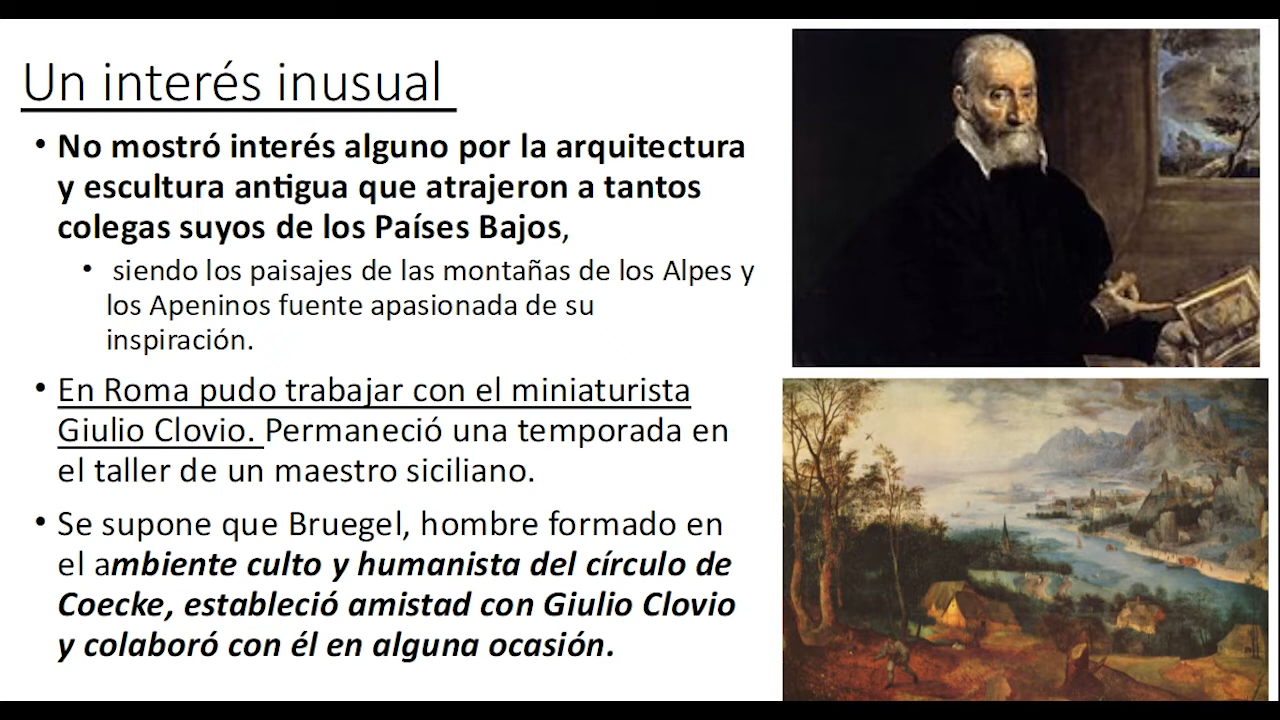 Un interés inusual
• No mostró interés alguno por la arquitectura
y escultura antigua que atrajeron a tantos
colegas suyos de los Países Bajos,
• siendo los paisajes de las montañas de los Alpes y
los Apeninos fuente apasionada de su
inspiración.
• En Roma pudo trabajar con el miniaturista
Giulio Clovio. Permaneció una temporada en
el taller de un maestro siciliano.
• Se supone que Bruegel, hombre formado en
el ambiente culto y humanista del círculo de
Coecke, estableció amistad con Giulio Clovio
y colaboró con él en alguna ocasión.